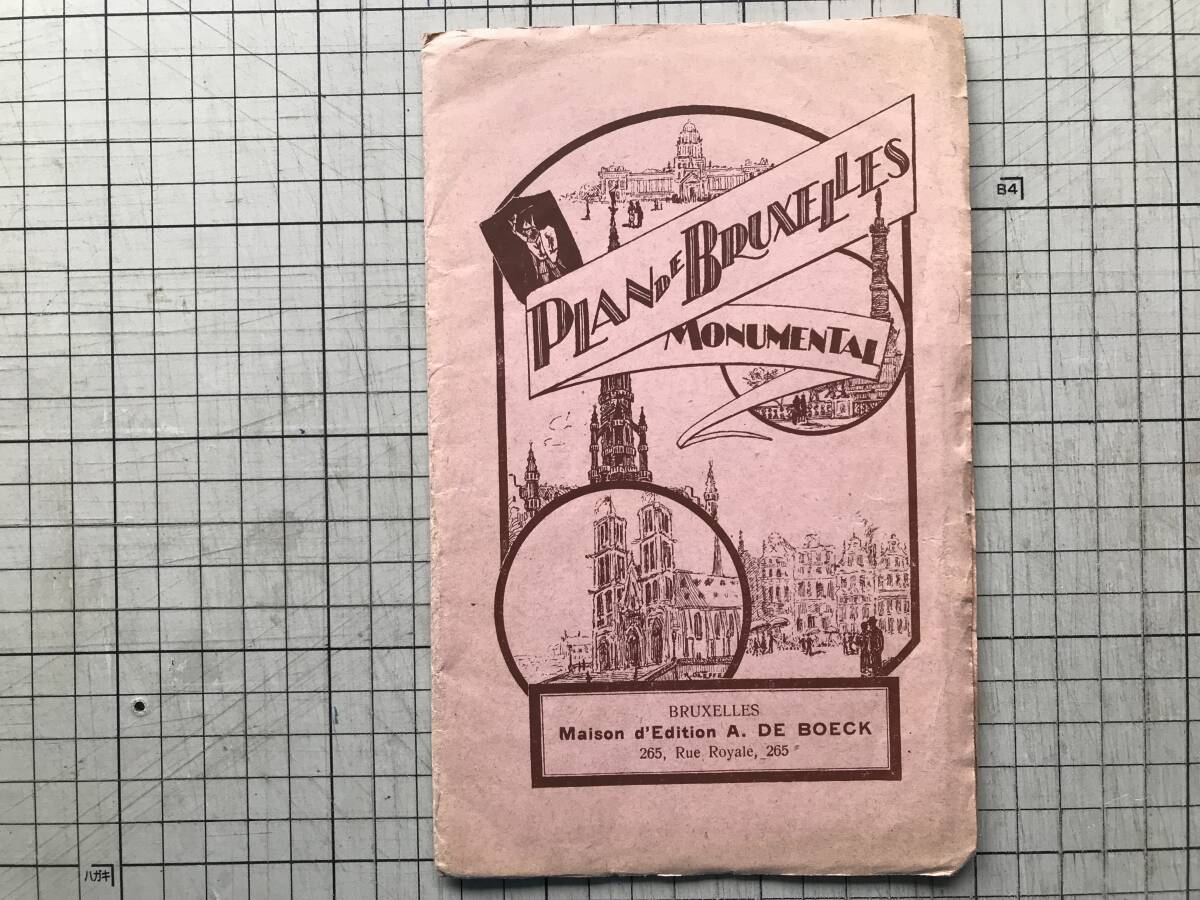 PLAN DE BRUXELLES
MONUMENTAL
BRUXELLES
Maison d'Edition A. DE BOECK
265, Rue Royale, 265
B4
ハガキ